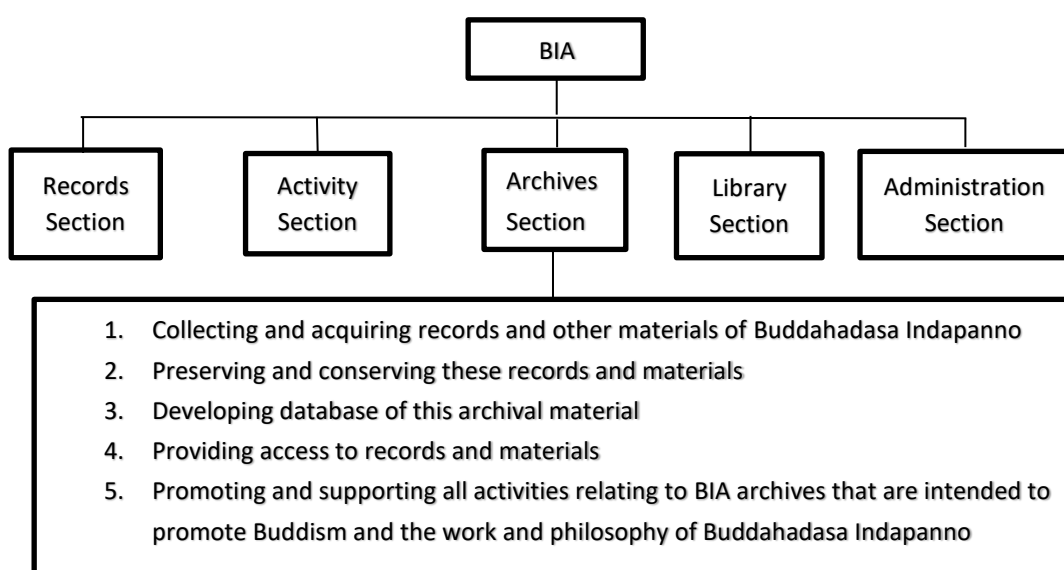 BIA
Records
Section
Activity
Section
Archives
Section
Library
Section
Administration
Section
1. Collecting and acquiring records and other materials of Buddahadasa Indapanno
2. Preserving and conserving these records and materials
3. Developing database of this archival material
4. Providing access to records and materials
5. Promoting and supporting all activities relating to BIA archives that are intended to
promote Buddism and the work and philosophy of Buddahadasa Indapanno